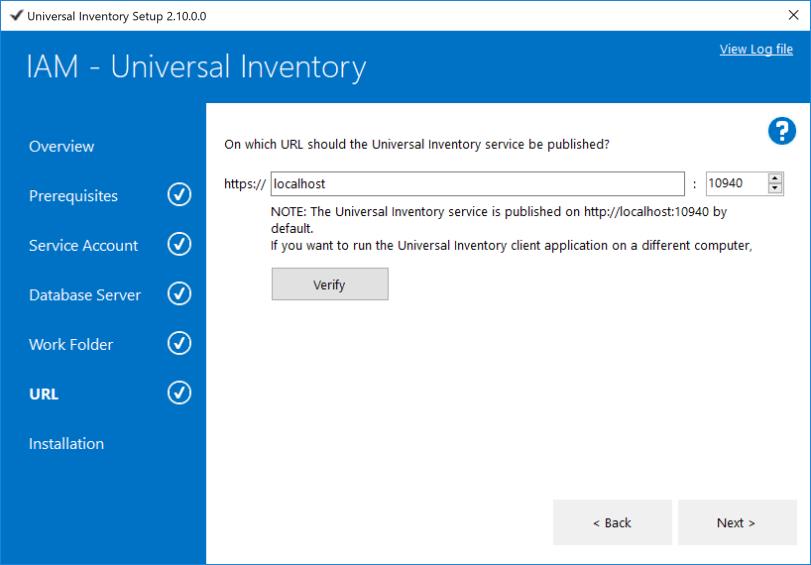 Universal Inventory Setup 2.10.0.0
View Log file
IAM - Universal Inventory
Overview
Prerequisites
Service Account
Database Server
Work Folder
URL
Installation
?
On which URL should the Universal Inventory service be published?
https:// localhost : 10940
NOTE: The Universal Inventory service is published on http://localhost:10940 by
default.
If you want to run the Universal Inventory client application on a different computer,
Verify
< Back
Next >